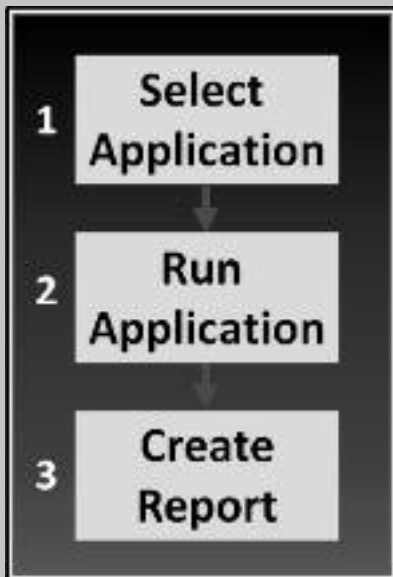 1
Select
Application
2
Run
Application
3
Create
Report